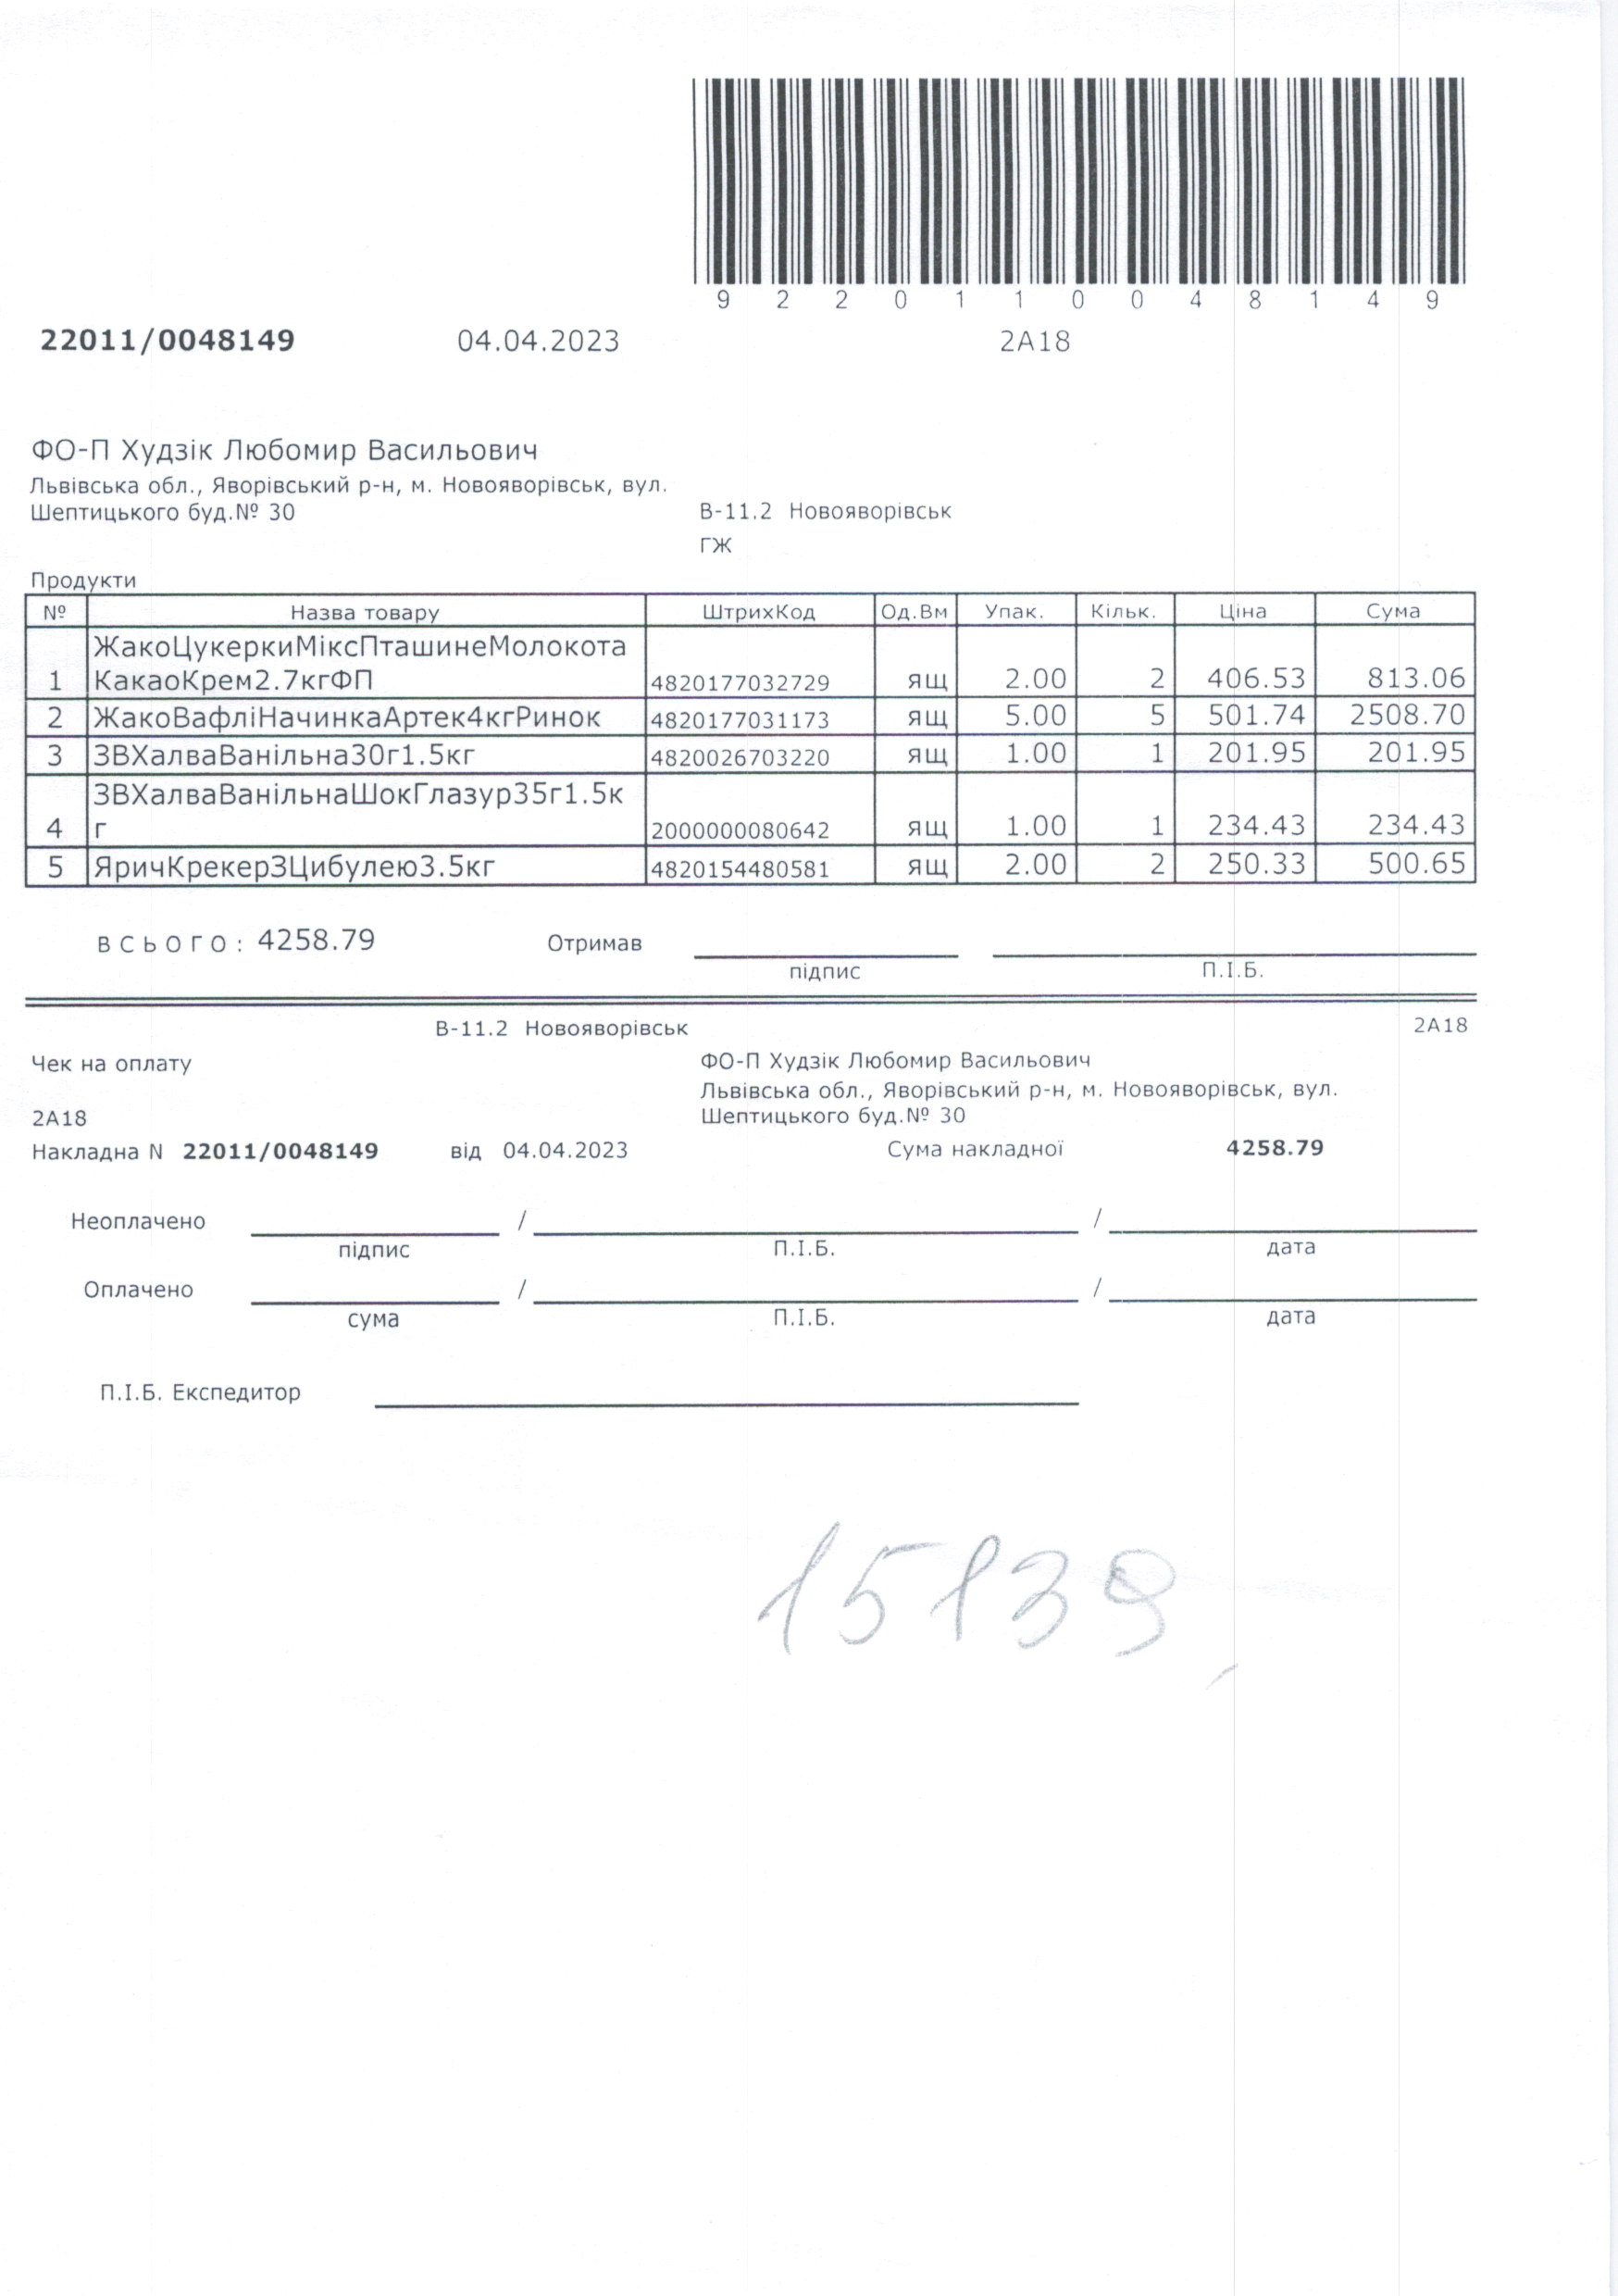 9 2 2 0 1 1 0 0 4 8 1 4 9
22011/0048149 04.04.2023 2A18
ФО-П Худзік Любомир Васильович
Львівська обл., Яворівський р-н, м. Новояворівськ, вул.
Шептицького буд.№ 30 В-11.2 Новояворівськ
ГЖ
Продукти
№ Назва товару ШтрихКод Од.Вм Упак. Кільк. Ціна Сума
ЖакоЦукеркиМіксПташинеМолокота
1 КакаоКрем2.7кгФП 4820177032729 ящ 2.00 2 406.53 813.06
2 ЖакоВафліНачинкаАртек4кгРинок 4820177031173 ящ 5.00 5 501.74 2508.70
3 ЗВХалваВанільна30г1.5кг 4820026703220 ящ 1.00 1 201.95 201.95
ЗВХалваВанільнаШокГлазур35г1.5к
4 г 2000000080642 ящ 1.00 1 234.43 234.43
5 ЯричКрекерЗЦибулею3.5кг 4820154480581 ящ 2.00 2 250.33 500.65
всього: 4258.79 Отримав
підпис П.І.Б.
В-11.2 Новояворівськ 2A18
Чек на оплату ФО-П Худзік Любомир Васильович
Львівська обл., Яворівський р-н, м. Новояворівськ, вул.
2A18 Шептицького буд.№ 30
Накладна N 22011/0048149 від 04.04.2023 Сума накладної 4258.79
Неоплачено / /
підпис П.І.Б. дата
Оплачено / /
сума П.І.Б. дата
П.І.Б. Експедитор
15139